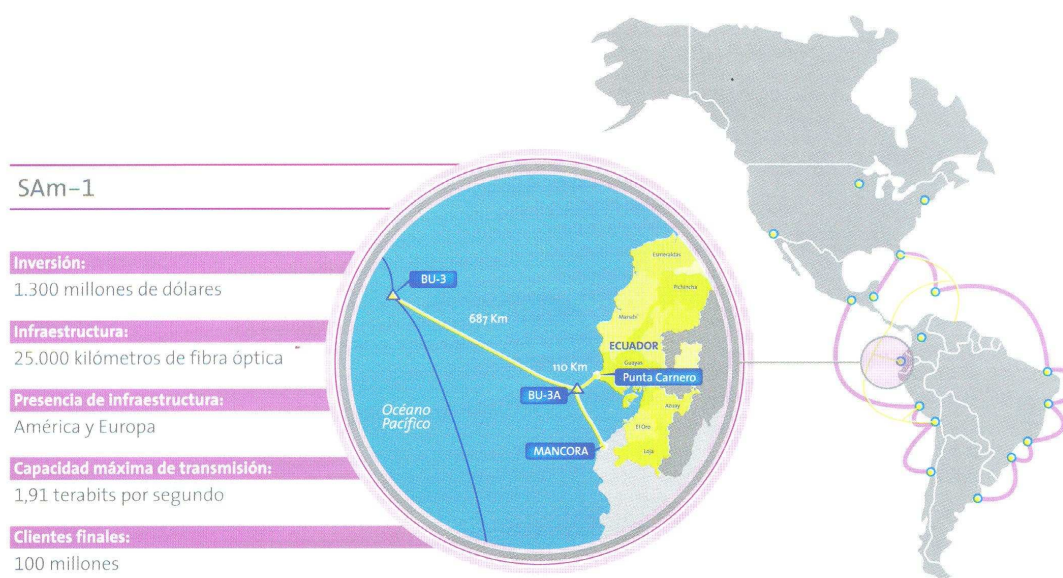 SAm-1
Inversión:
1.300 millones de dólares
Infraestructura:
25.000 kilómetros de fibra óptica
Presencia de infraestructura:
América y Europa
Capacidad máxima de transmisión:
1,91 terabits por segundo
Clientes finales:
100 millones
BU-3
687 Km
110 Km
BU-3A
Punta Carnero
MANCORA
Océano
Pacífico
ECUADOR
Esmeraldas
Pichincha
Manabí
Guayas
Azuay
El Oro
Loja